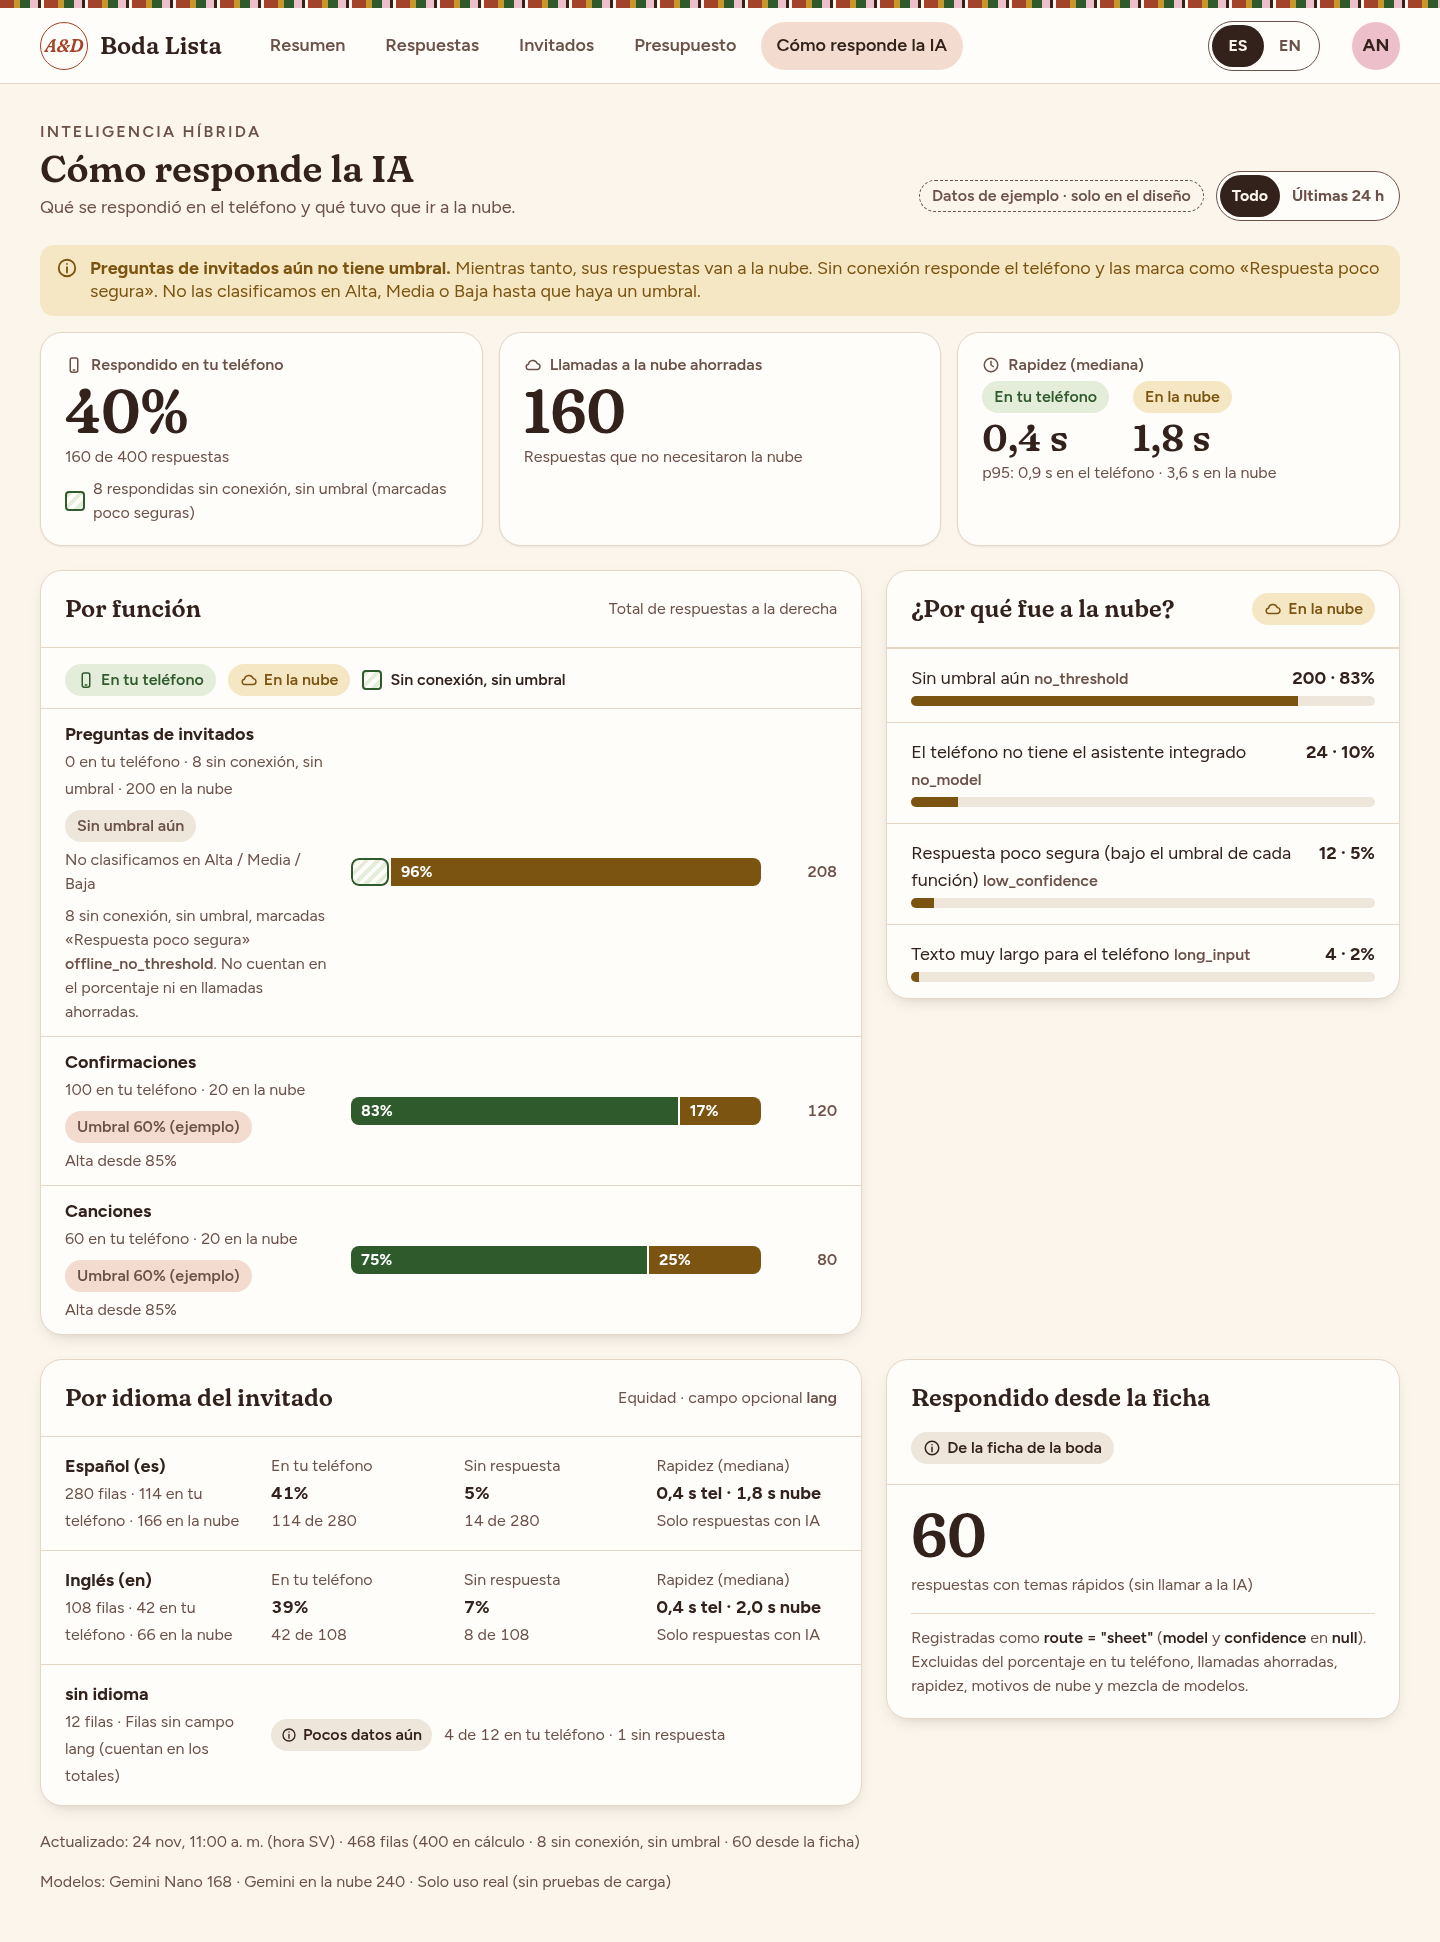 A&D Boda Lista Resumen Respuestas Invitados Presupuesto Cómo responde la IA ES EN AN
INTELIGENCIA HÍBRIDA
Cómo responde la IA
Qué se respondió en el teléfono y qué tuvo que ir a la nube.
Datos de ejemplo · solo en el diseño Todo Últimas 24 h
Preguntas de invitados aún no tiene umbral. Mientras tanto, sus respuestas van a la nube. Sin conexión responde el teléfono y las marca como «Respuesta poco
segura». No las clasificamos en Alta, Media o Baja hasta que haya un umbral.
Respondido en tu teléfono
40%
160 de 400 respuestas
8 respondidas sin conexión, sin umbral (marcadas
poco seguras)
Llamadas a la nube ahorradas
160
Respuestas que no necesitaron la nube
Rapidez (mediana)
En tu teléfono En la nube
0,4 s 1,8 s
p95: 0,9 s en el teléfono · 3,6 s en la nube
Por función Total de respuestas a la derecha
En tu teléfono En la nube Sin conexión, sin umbral
Preguntas de invitados
0 en tu teléfono · 8 sin conexión, sin
umbral · 200 en la nube
Sin umbral aún
No clasificamos en Alta / Media /
Baja
8 sin conexión, sin umbral, marcadas
«Respuesta poco segura»
offline_no_threshold. No cuentan en
el porcentaje ni en llamadas
ahorradas.
96% 208
Confirmaciones
100 en tu teléfono · 20 en la nube
Umbral 60% (ejemplo)
Alta desde 85%
83% 17% 120
Canciones
60 en tu teléfono · 20 en la nube
Umbral 60% (ejemplo)
Alta desde 85%
75% 25% 80
¿Por qué fue a la nube? En la nube
Sin umbral aún no_threshold 200 · 83%
El teléfono no tiene el asistente integrado 24 · 10%
no_model
Respuesta poco segura (bajo el umbral de cada 12 · 5%
función) low_confidence
Texto muy largo para el teléfono long_input 4 · 2%
Por idioma del invitado Equidad · campo opcional lang
Español (es)
280 filas · 114 en tu
teléfono · 166 en la nube
En tu teléfono
41%
114 de 280
Sin respuesta
5%
14 de 280
Rapidez (mediana)
0,4 s tel · 1,8 s nube
Solo respuestas con IA
Inglés (en)
108 filas · 42 en tu
teléfono · 66 en la nube
En tu teléfono
39%
42 de 108
Sin respuesta
7%
8 de 108
Rapidez (mediana)
0,4 s tel · 2,0 s nube
Solo respuestas con IA
sin idioma
12 filas · Filas sin campo
lang (cuentan en los
totales)
Pocos datos aún 4 de 12 en tu teléfono · 1 sin respuesta
Respondido desde la ficha
De la ficha de la boda
60
respuestas con temas rápidos (sin llamar a la IA)
Registradas como route = "sheet" (model y confidence en null).
Excluidas del porcentaje en tu teléfono, llamadas ahorradas,
rapidez, motivos de nube y mezcla de modelos.
Actualizado: 24 nov, 11:00 a. m. (hora SV) · 468 filas (400 en cálculo · 8 sin conexión, sin umbral · 60 desde la ficha)
Modelos: Gemini Nano 168 · Gemini en la nube 240 · Solo uso real (sin pruebas de carga)